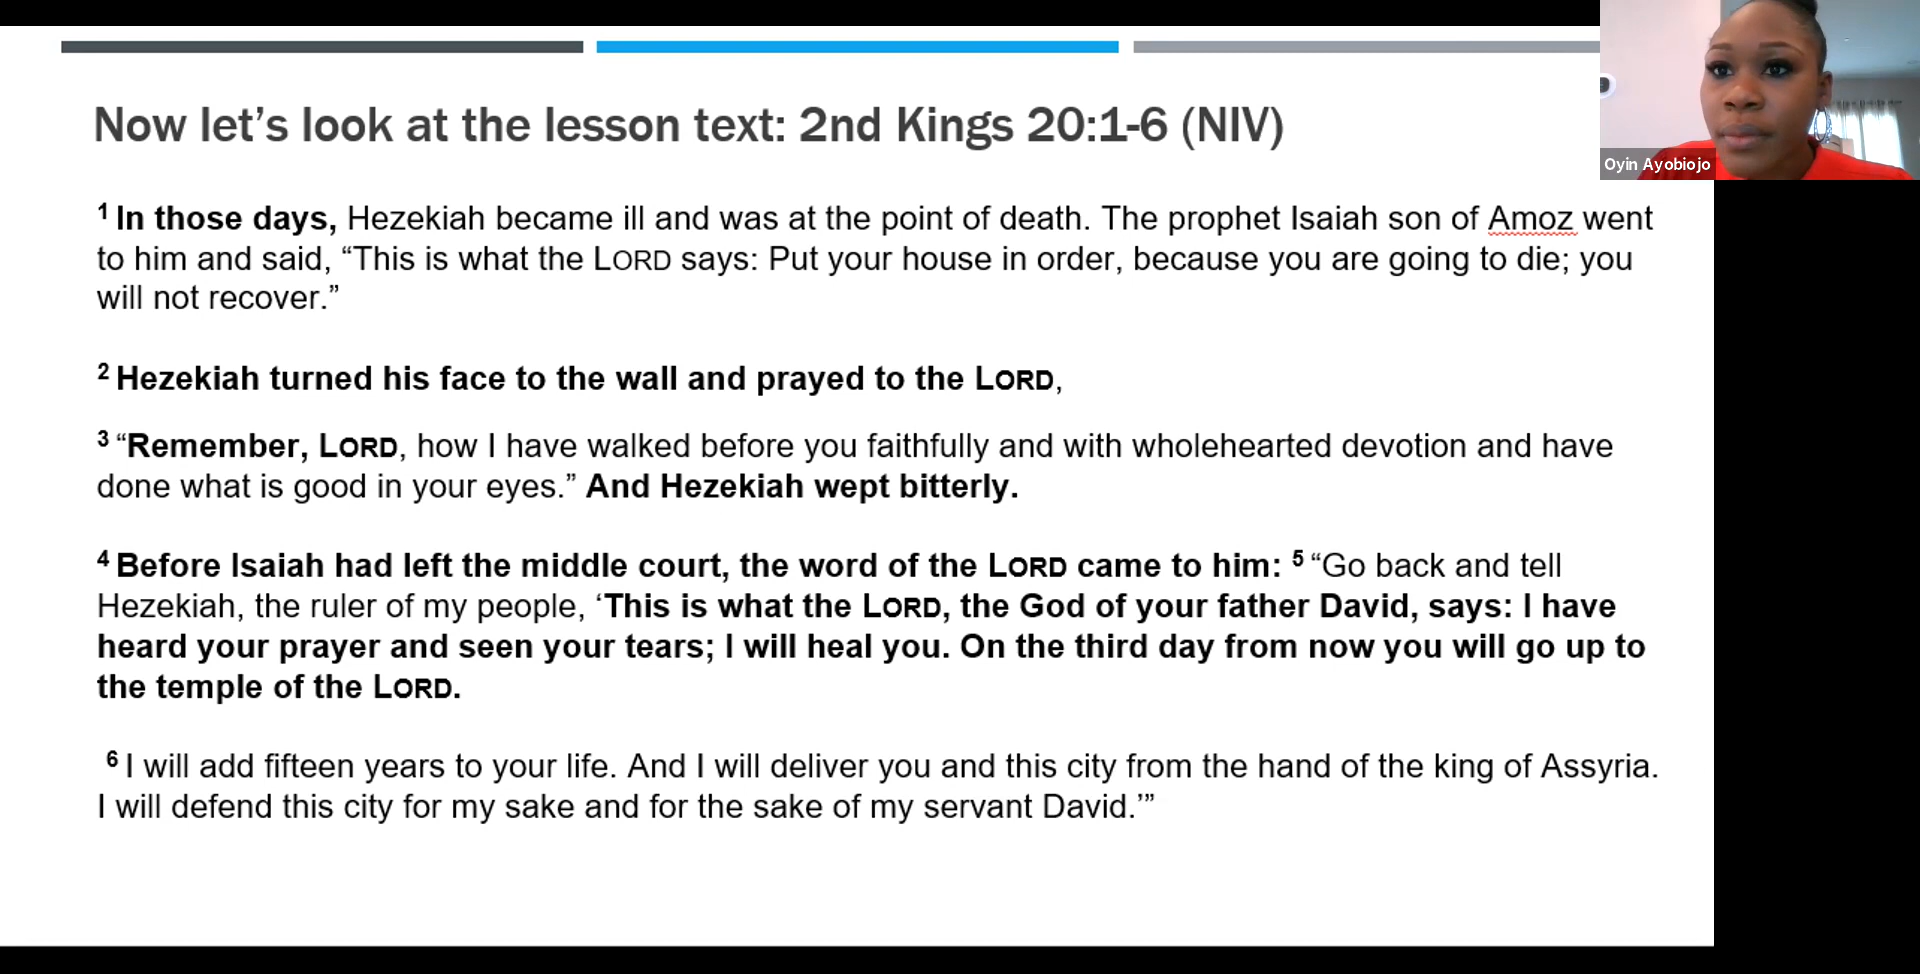 Now let’s look at the lesson text: 2nd Kings 20:1-6 (NIV)
Oyin Ayobiojo
1 In those days, Hezekiah became ill and was at the point of death. The prophet Isaiah son of Amoz went
to him and said, “This is what the LORD says: Put your house in order, because you are going to die; you
will not recover.”
2 Hezekiah turned his face to the wall and prayed to the LORD,
3 “Remember, LORD, how I have walked before you faithfully and with wholehearted devotion and have
done what is good in your eyes.” And Hezekiah wept bitterly.
4 Before Isaiah had left the middle court, the word of the LORD came to him: 5 “Go back and tell
Hezekiah, the ruler of my people, ‘This is what the LORD, the God of your father David, says: I have
heard your prayer and seen your tears; I will heal you. On the third day from now you will go up to
the temple of the LORD.
6 I will add fifteen years to your life. And I will deliver you and this city from the hand of the king of Assyria.
I will defend this city for my sake and for the sake of my servant David.’”